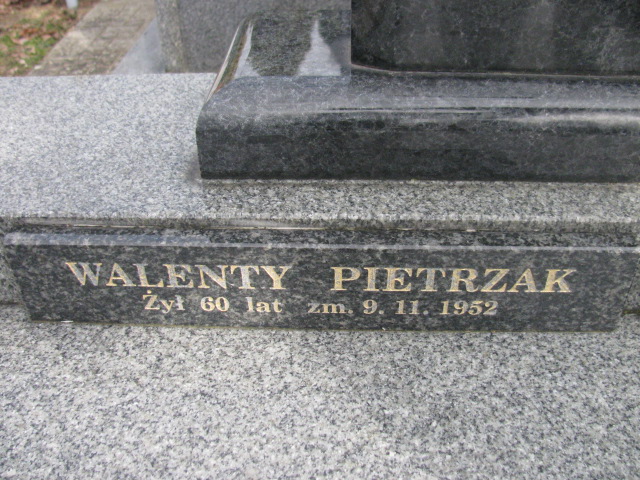 WALENTY PIETRZAK
Żył 60 lat zm. 9. 11. 1952